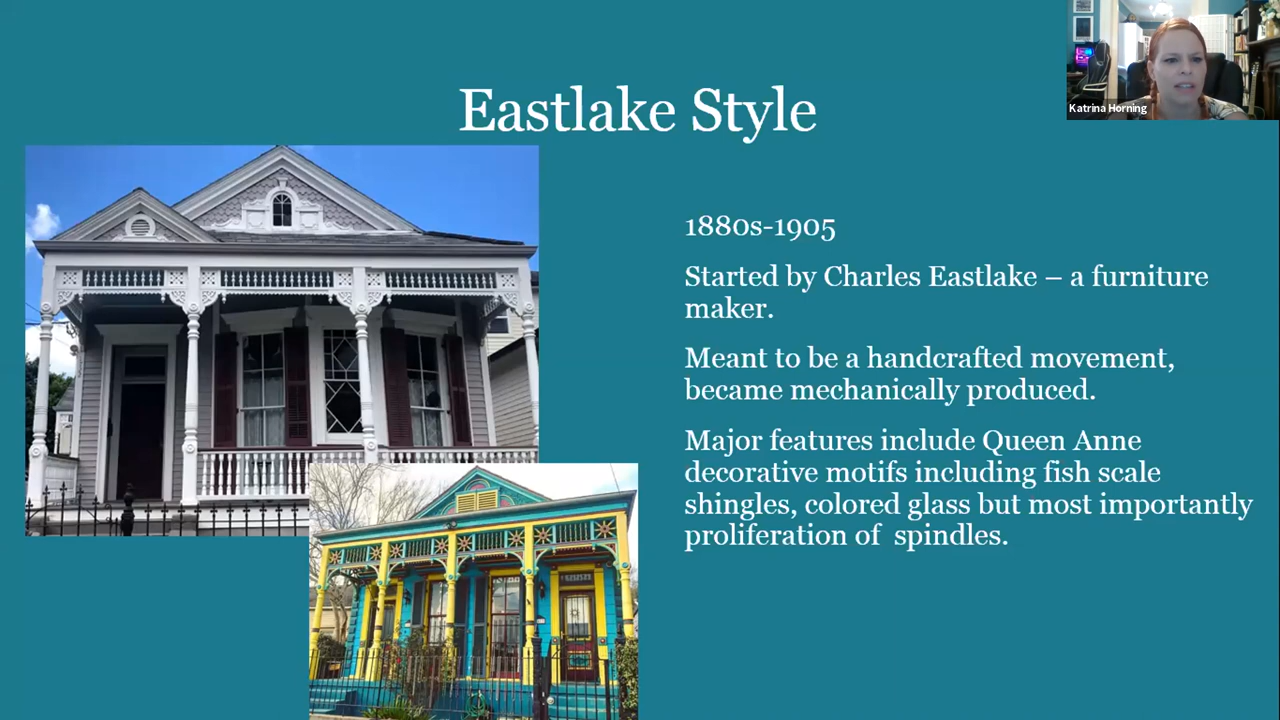 Katrina Horning
Eastlake Style
1880s-1905
Started by Charles Eastlake – a furniture
maker.
Meant to be a handcrafted movement,
became mechanically produced.
Major features include Queen Anne
decorative motifs including fish scale
shingles, colored glass but most importantly
proliferation of  spindles.